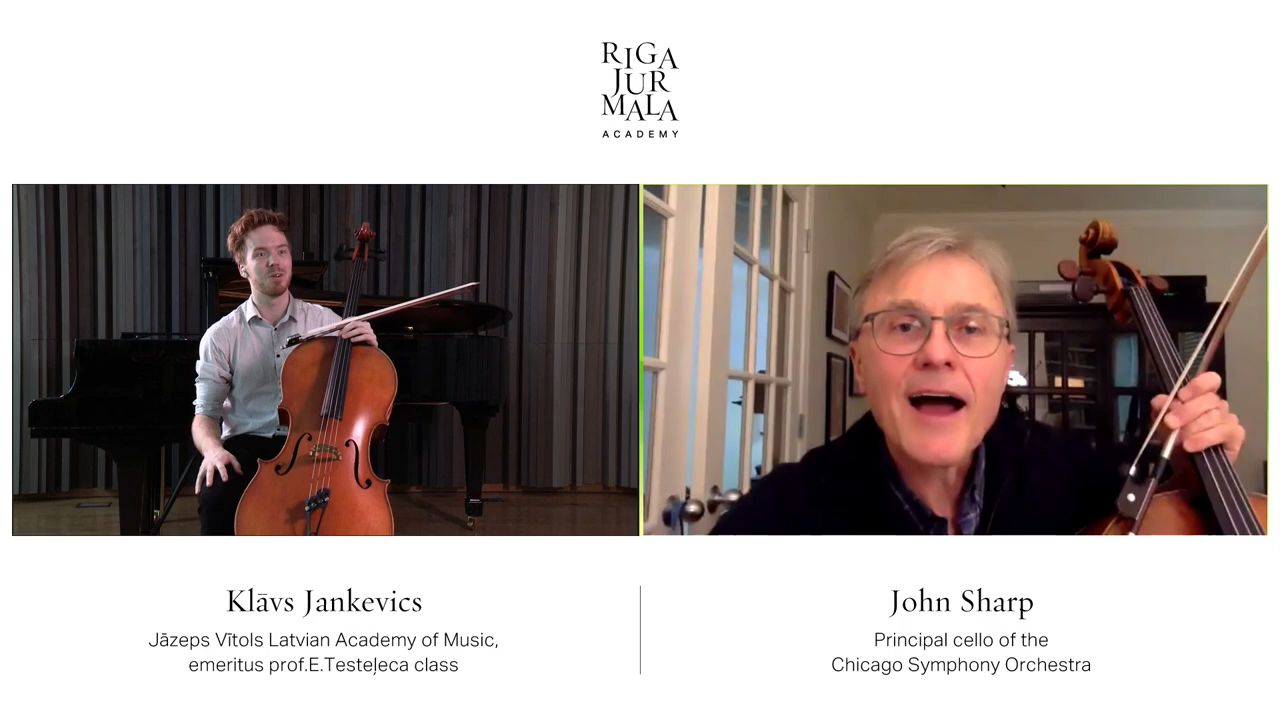 RIGA
JUR
MALA
ACADEMY
Klāvs Jankevics
Jāzeps Vītols Latvian Academy of Music,
emeritus prof.E.Testeļeca class
John Sharp
Principal cello of the
Chicago Symphony Orchestra